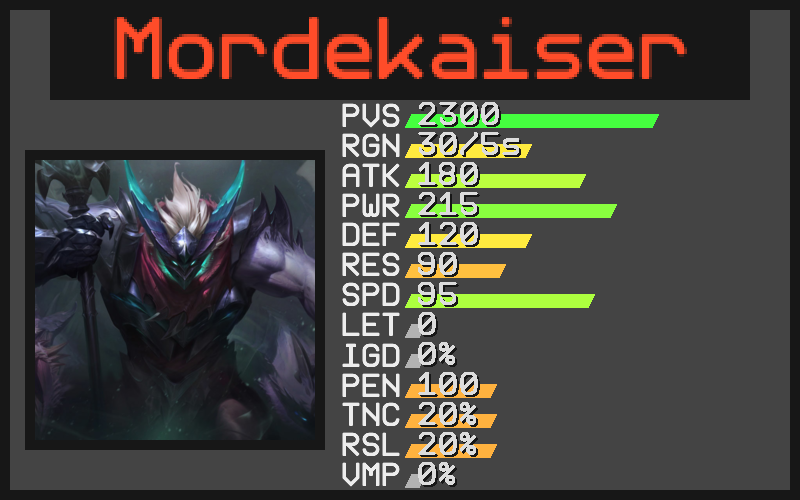 Mordekaiser
PVS 2300
RGN 30/5s
ATK 180
PWR 215
DEF 120
RES 90
SPD 95
LET 0
IGD 0%
PEN 100
TNC 20%
RSL 20%
VMP 0%